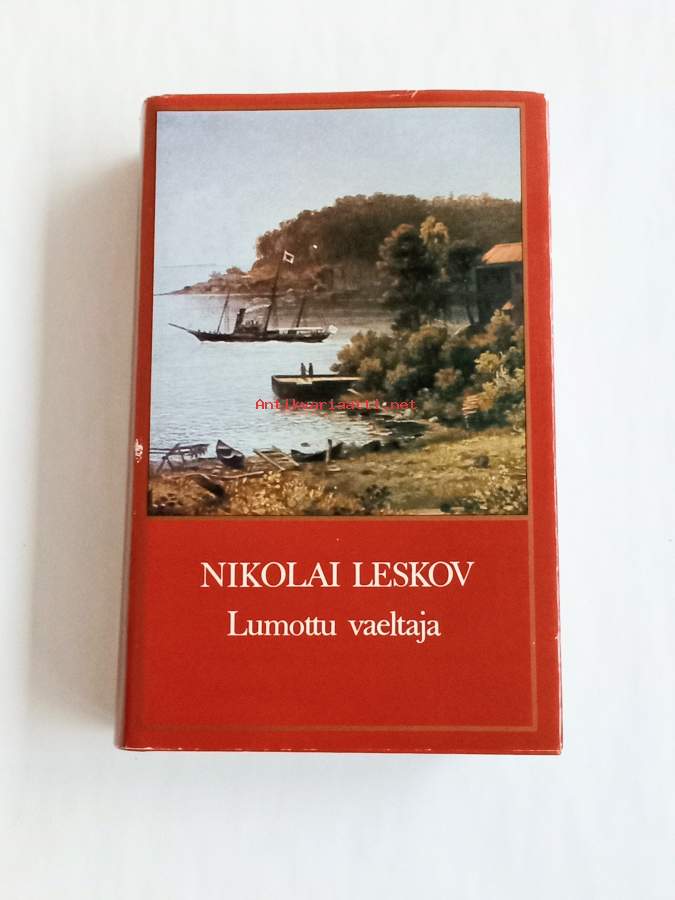 Antikvariaatti.net
NIKOLAI LESKOV
Lumottu vaeltaja